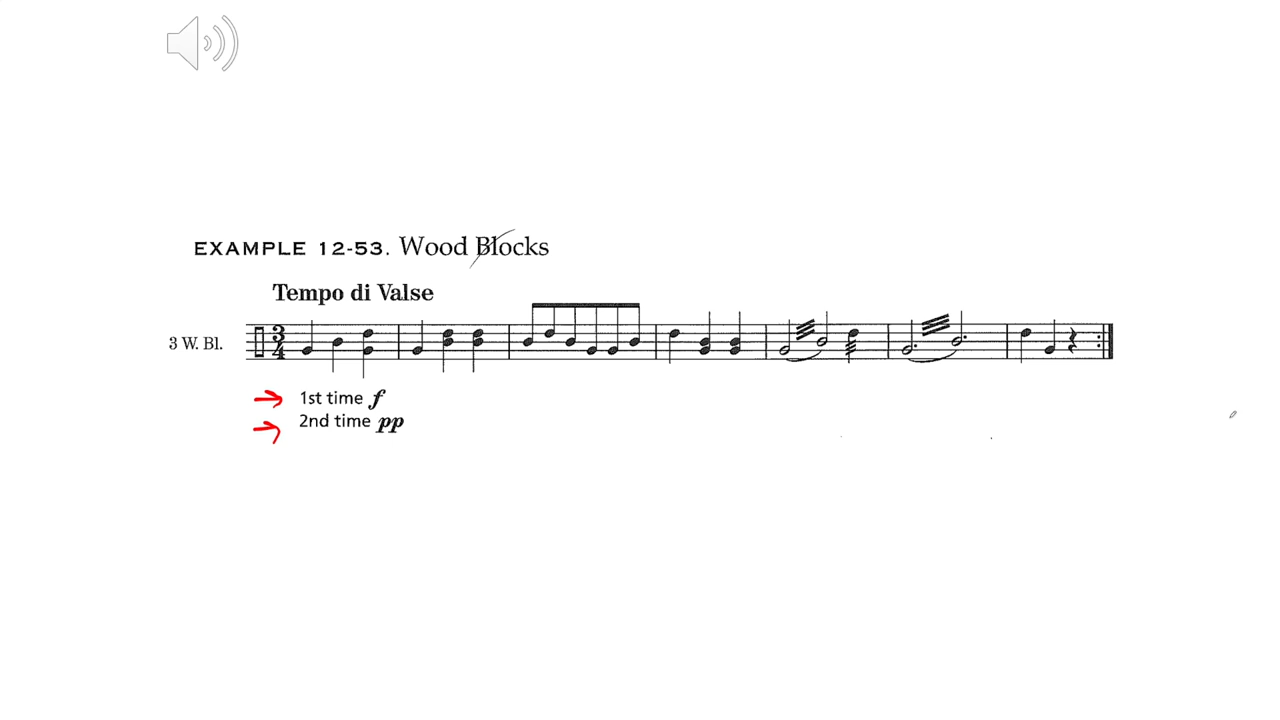 EXAMPLE 12-53. Wood Blocks
Tempo di Valse
3 W. Bl.
3
4
1st time f
2nd time pp